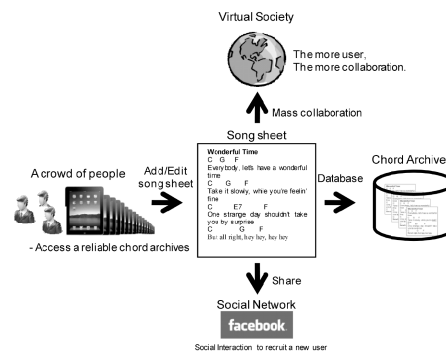 Virtual Society
The more user,
The more collaboration.
Mass collaboration
Song sheet
A crowd of people
Add/Edit
song sheet
Wonderful Time
C G F
Everybody, let's have a wonderful
time
C G F
Take it slowly, while you're feelin'
fine
C E7 F
One strange day shouldn't take
you by surprise
C G F
But all right, hey hey, hey hey
Database
Chord Archive
- Access a reliable chord archives
Share
Social Network
facebook
Social Interaction to recruit a new user